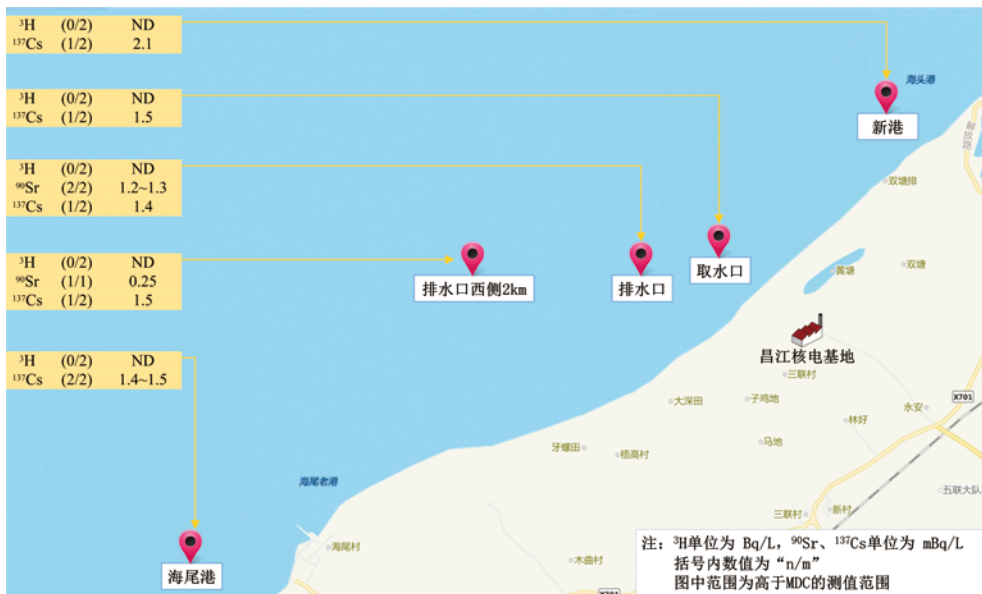 ³H (0/2) ND
¹³⁷Cs (1/2) 2.1
³H (0/2) ND
¹³⁷Cs (1/2) 1.5
³H (0/2) ND
⁹⁰Sr (2/2) 1.2~1.3
¹³⁷Cs (1/2) 1.4
³H (0/2) ND
⁹⁰Sr (1/1) 0.25
¹³⁷Cs (1/2) 1.5
³H (0/2) ND
¹³⁷Cs (2/2) 1.4~1.5
海头港
新港
双塘排
取水口
排水口
排水口西侧2km
黄塘
双塘
昌江核电基地
三联村
大深田
子鸡地
林好
永安
X701
马地
牙螺田
梧高村
五联大队
海尾老港
三联村
新村
海尾村
海尾港
木曲村
X701
注: ³H单位为 Bq/L, ⁹⁰Sr、¹³⁷Cs单位为 mBq/L
括号内数值为“n/m”
图中范围为高于MDC的测值范围